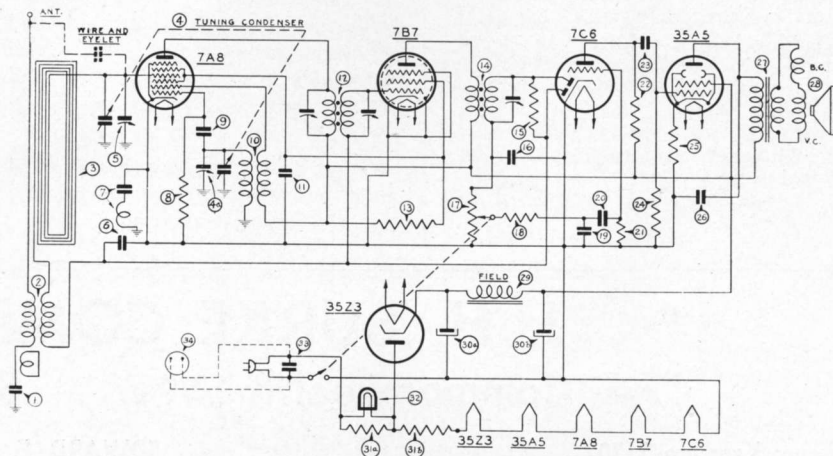 ANT.
WIRE AND EYELET
④ TUNING CONDENSER
7A8
7B7
7C6
35A5
3
5
7
6
2
1
9
8
4A
10
11
12
13
14
15
16
17
18
19
20
21
22
23
24
25
26
27
28
B.C.
V.C.
FIELD
29
30A
30B
35Z3
34
33
32
31A
31B
35Z3
35A5
7A8
7B7
7C6